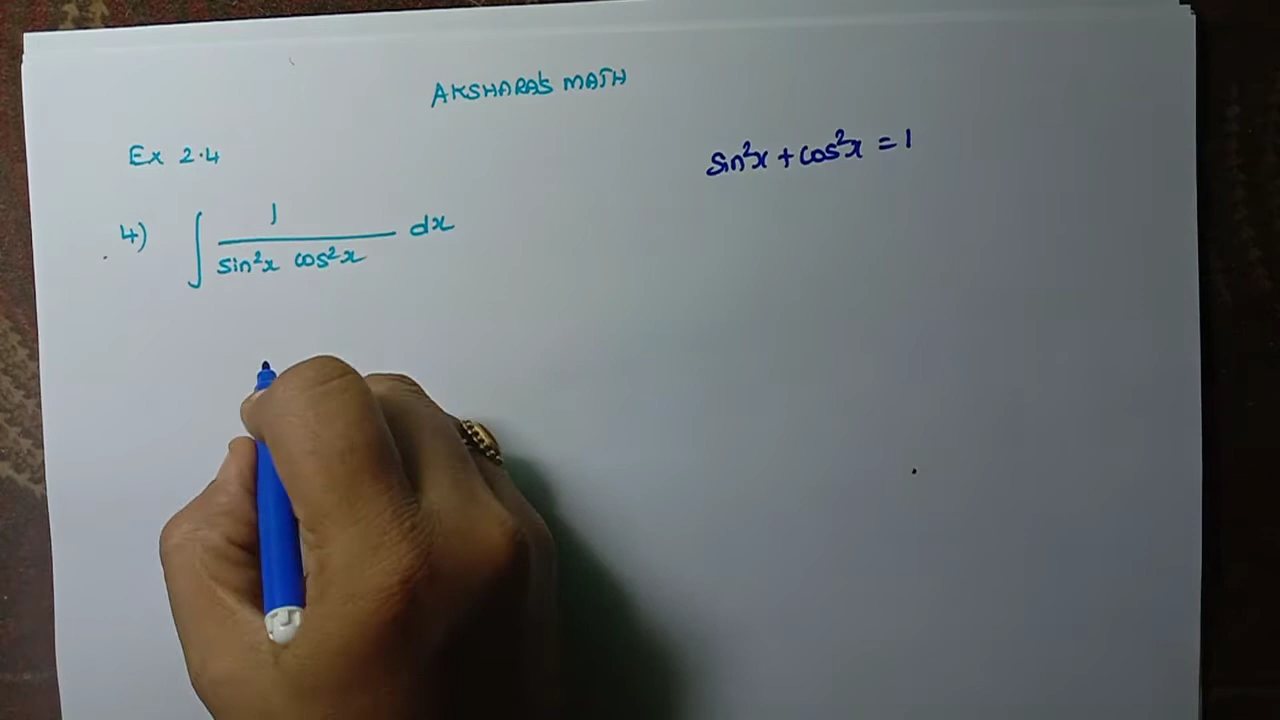 AKSHARA'S MATH
Ex 2.4
sin²x + cos²x = 1
4) ∫ 1 / (sin²x cos²x) dx